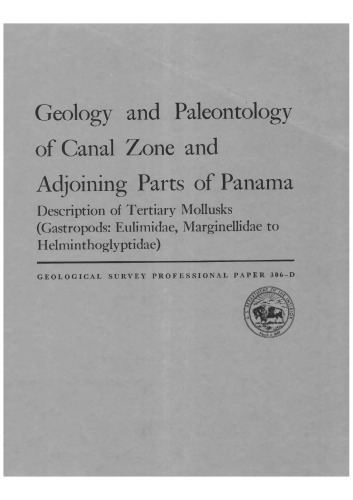 Geology and Paleontology
of Canal Zone and
Adjoining Parts of Panama
Description of Tertiary Mollusks
(Gastropods: Eulimidae, Marginellidae to
Helminthoglyptidae)
GEOLOGICAL SURVEY PROFESSIONAL PAPER 306-D